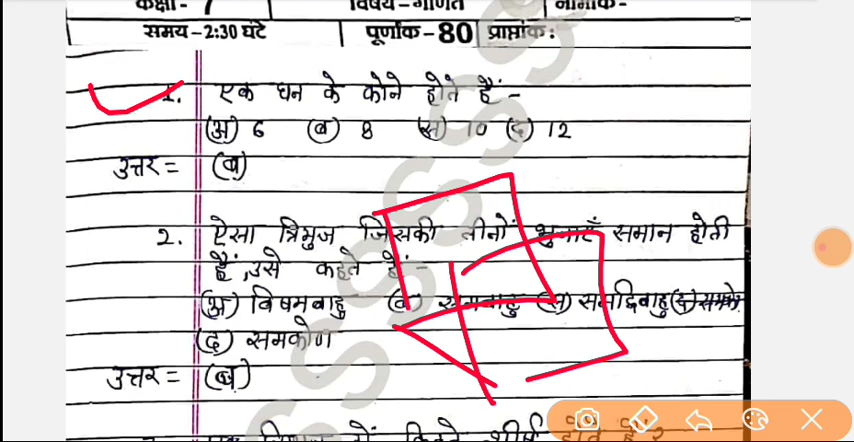 कक्षा- 7 विषय-गणित नामांक-
समय-2:30 घंटे पूर्णांक-80 प्राप्तांक:
1. एक घन के कोने होते हैं-
(अ) 6 (ब) 8 (स) 10 (द) 12
उत्तर = (ब)
2. ऐसा त्रिभुज जिसकी तीनों भुजाएँ समान होती
हैं, उसे कहते हैं-
(अ) विषमबाहु (ब) समबाहु (स) समद्विबाहु
(द) समकोण
उत्तर = (ब)
में कितने शीर्ष होते हैं?